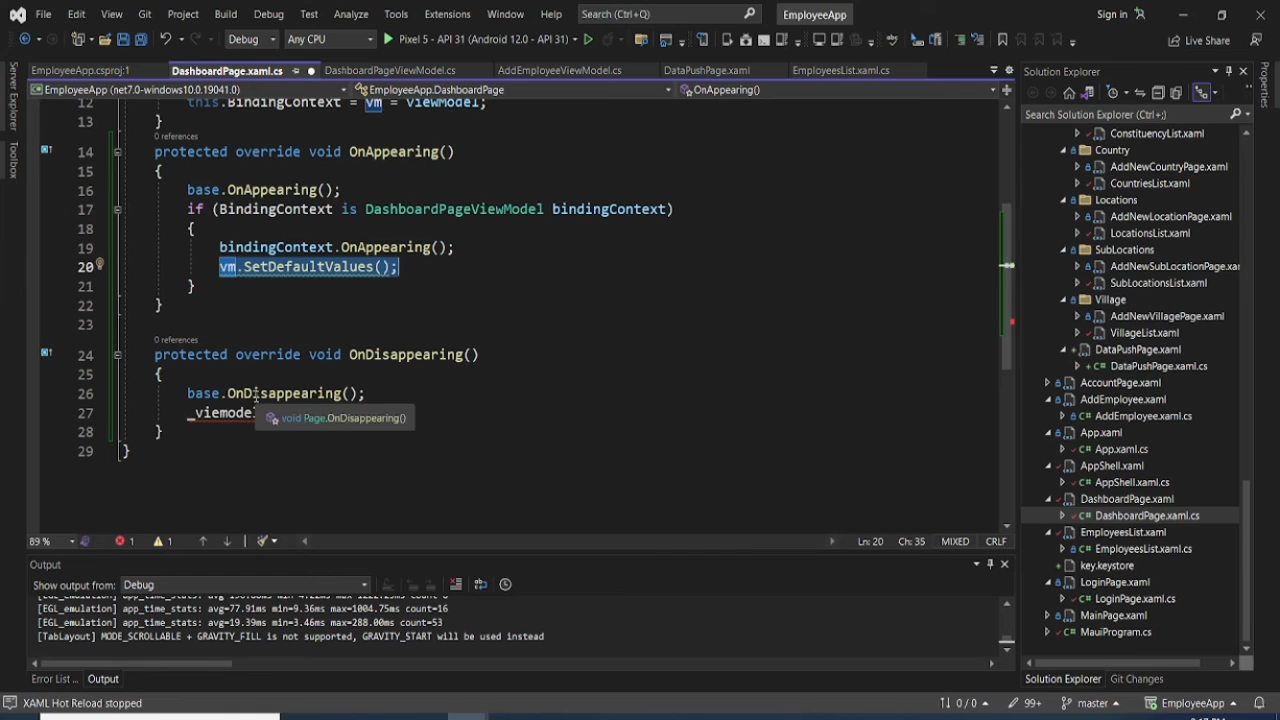 File Edit View Git Project Build Debug Test Analyze Tools Extensions Window Help Search (Ctrl+Q) EmployeeApp Sign in
Debug Any CPU Pixel 5 - API 31 (Android 12.0 - API 31) Live Share
EmployeeApp.csproj:1 DashboardPage.xaml.cs DashboardPageViewModel.cs AddEmployeeViewModel.cs DataPushPage.xaml EmployeesList.xaml.cs
EmployeeApp (net7.0-windows10.0.19041.0) EmployeeApp.DashboardPage OnAppearing()
12 this.BindingContext = vm = viewModel;
13 }
0 references
14 protected override void OnAppearing()
15 {
16 base.OnAppearing();
17 if (BindingContext is DashboardPageViewModel bindingContext)
18 {
19 bindingContext.OnAppearing();
20 vm.SetDefaultValues();
21 }
22 }
23
0 references
24 protected override void OnDisappearing()
25 {
26 base.OnDisappearing();
27 _viemodel
void Page.OnDisappearing()
28 }
29 }
89 % 1 1 Ln: 20 Ch: 35 MIXED CRLF
Output
Show output from: Debug
[EGL_emulation] app_time_stats: avg=77.91ms min=9.36ms max=1004.75ms count=16
[EGL_emulation] app_time_stats: avg=19.39ms min=3.46ms max=288.00ms count=53
[TabLayout] MODE_SCROLLABLE + GRAVITY_FILL is not supported, GRAVITY_START will be used instead
Error List ... Output
XAML Hot Reload stopped 0 / 0 99+ master EmployeeApp
Server Explorer
Toolbox
Solution Explorer
Search Solution Explorer (Ctrl+;)
ConstituencyList.xaml
Country
AddNewCountryPage.xaml
CountriesList.xaml
Locations
AddNewLocationPage.xaml
LocationsList.xaml
SubLocations
AddNewSubLocationPage.xa
SubLocationsList.xaml
Village
AddNewVillagePage.xaml
VillageList.xaml
DataPushPage.xaml
DataPushPage.xaml.cs
AccountPage.xaml
AddEmployee.xaml
AddEmployee.xaml.cs
App.xaml
App.xaml.cs
AppShell.xaml
AppShell.xaml.cs
DashboardPage.xaml
DashboardPage.xaml.cs
EmployeesList.xaml
EmployeesList.xaml.cs
key.keystore
LoginPage.xaml
LoginPage.xaml.cs
MainPage.xaml
MauiProgram.cs
Solution Explorer Git Changes
Properties